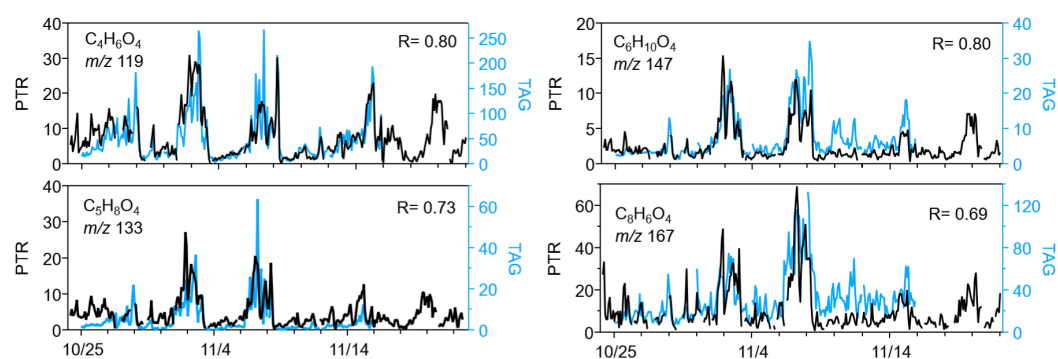 C4H6O4
m/z 119
R= 0.80
PTR
TAG
40
30
20
10
0
250
200
150
100
50
0
C6H10O4
m/z 147
R= 0.80
PTR
TAG
20
15
10
5
0
40
30
20
10
0
C5H8O4
m/z 133
R= 0.73
PTR
TAG
40
30
20
10
0
60
40
20
0
10/25 11/4 11/14
C8H6O4
m/z 167
R= 0.69
PTR
TAG
60
40
20
0
120
80
40
0
10/25 11/4 11/14